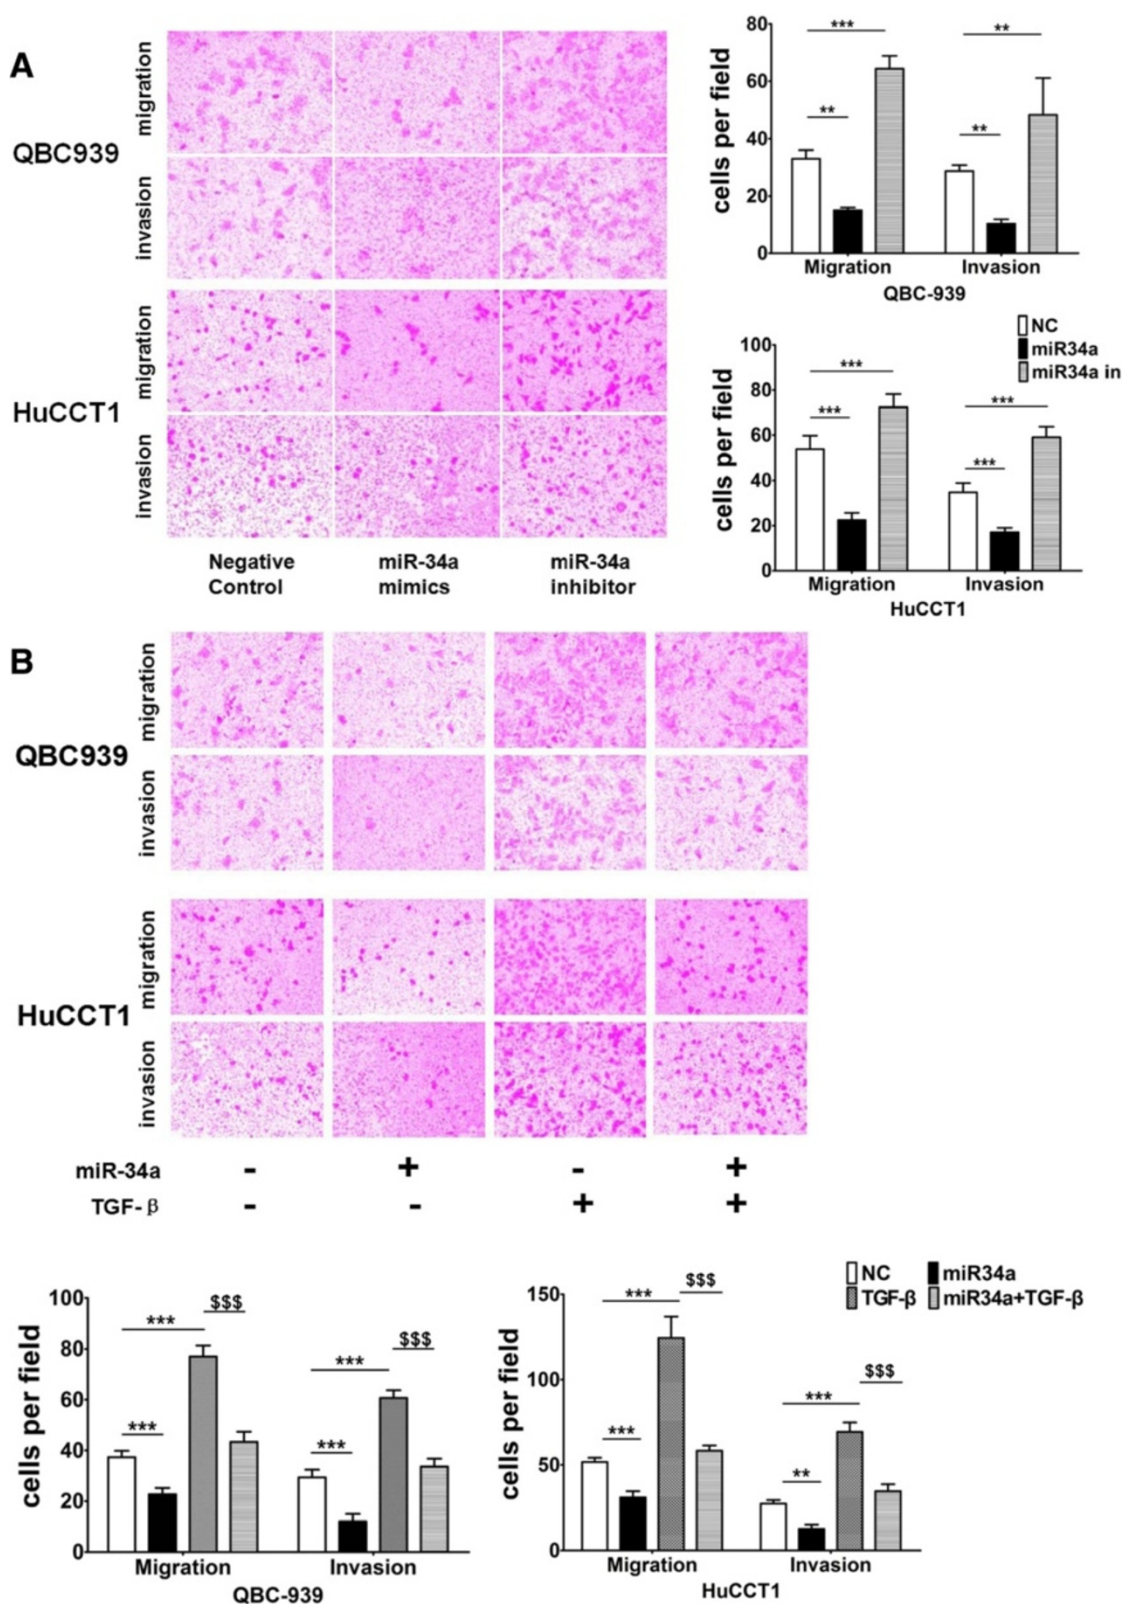 A
QBC939
migration
invasion
HuCCT1
migration
invasion
Negative Control
miR-34a mimics
miR-34a inhibitor
cells per field
80
60
40
20
0
***
**
**
**
Migration
Invasion
QBC-939
NC
miR34a
miR34a in
cells per field
100
80
60
40
20
0
***
***
***
***
Migration
Invasion
HuCCT1
B
QBC939
migration
invasion
HuCCT1
migration
invasion
miR-34a - + - +
TGF-β - - + +
cells per field
100
80
60
40
20
0
***
***
$$$
***
***
$$$
Migration
Invasion
QBC-939
NC
miR34a
TGF-β
miR34a+TGF-β
cells per field
150
100
50
0
***
***
$$$
**
***
$$$
Migration
Invasion
HuCCT1